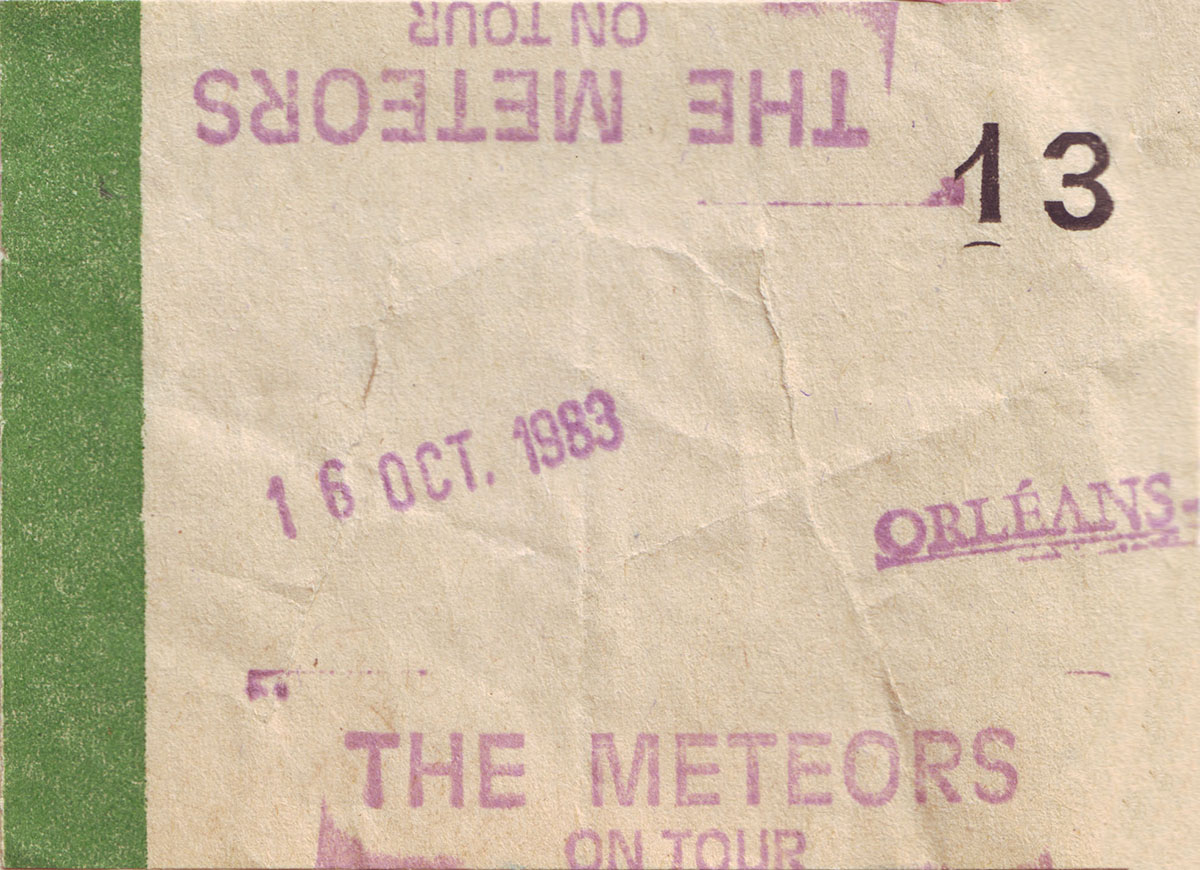 ON TOUR
THE METEORS
13
16 OCT. 1983
ORLÉANS-
THE METEORS
ON TOUR